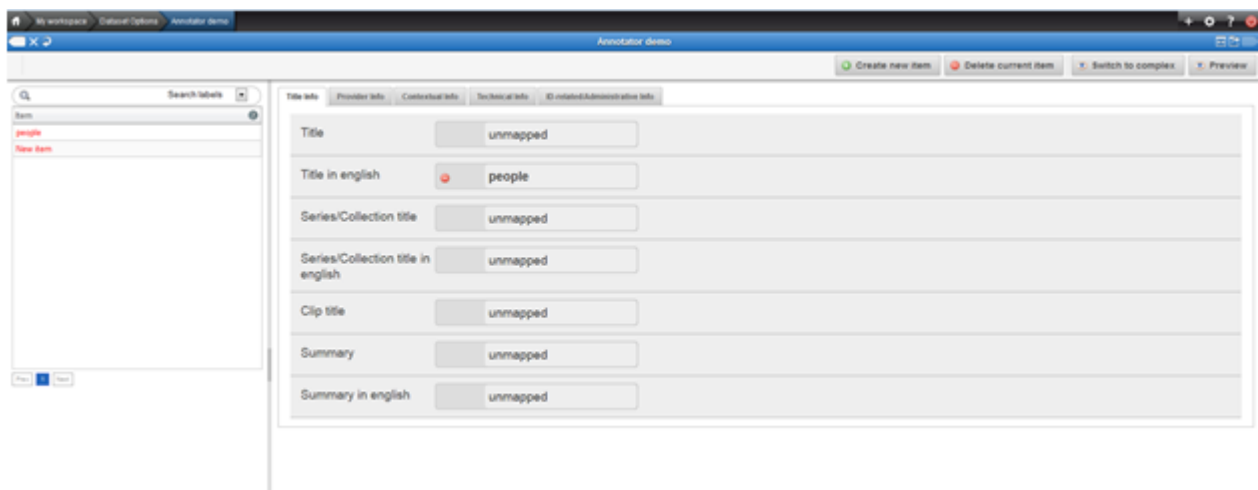 My workspace Dataset Options Annotator demo
Annotator demo
Create new item Delete current item Switch to complex Preview
Search labels
Item
people
New item
Prev Next
Title Info Provider Info Contextual Info Technical Info ID-related/Administrative Info
Title unmapped
Title in english people
Series/Collection title unmapped
Series/Collection title in unmapped
english
Clip title unmapped
Summary unmapped
Summary in english unmapped